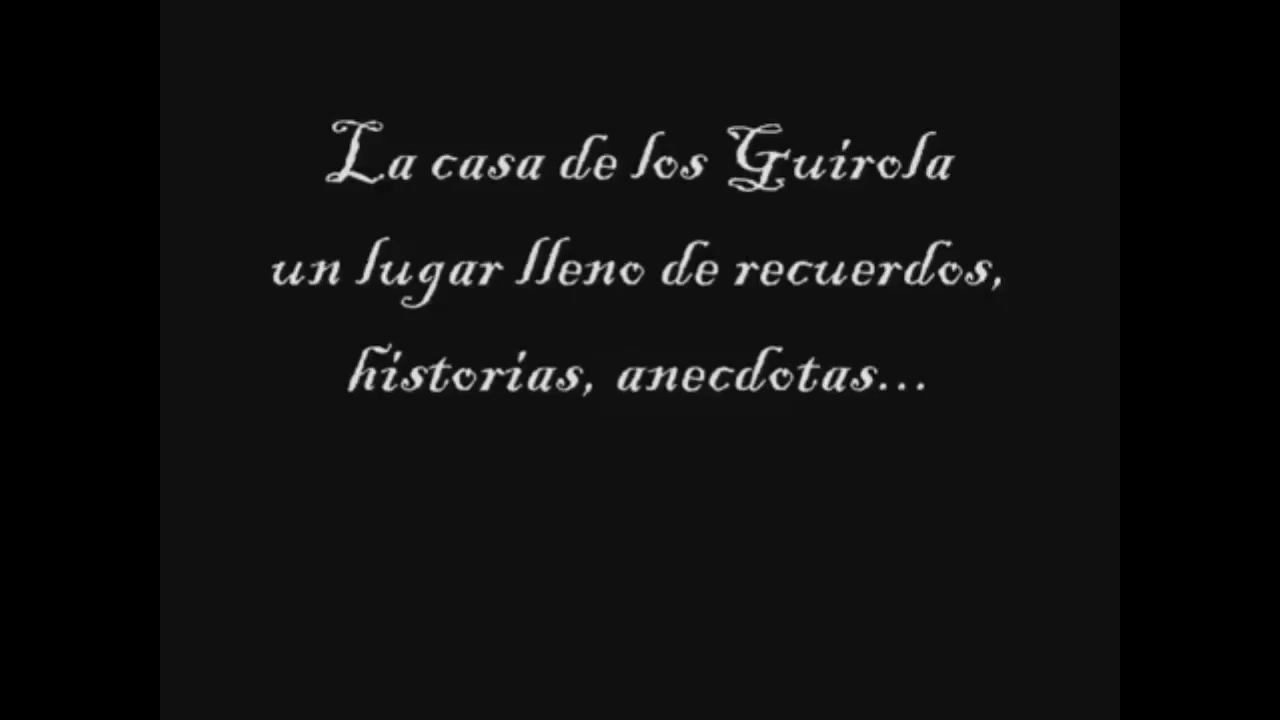 La casa de los Guirola
un lugar lleno de recuerdos,
historias, anecdotas...